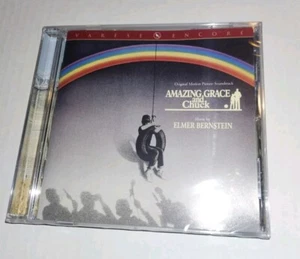 VARÈSE ENCORE
Original Motion Picture Soundtrack
AMAZING GRACE
and
Chuck
Music by
ELMER BERNSTEIN